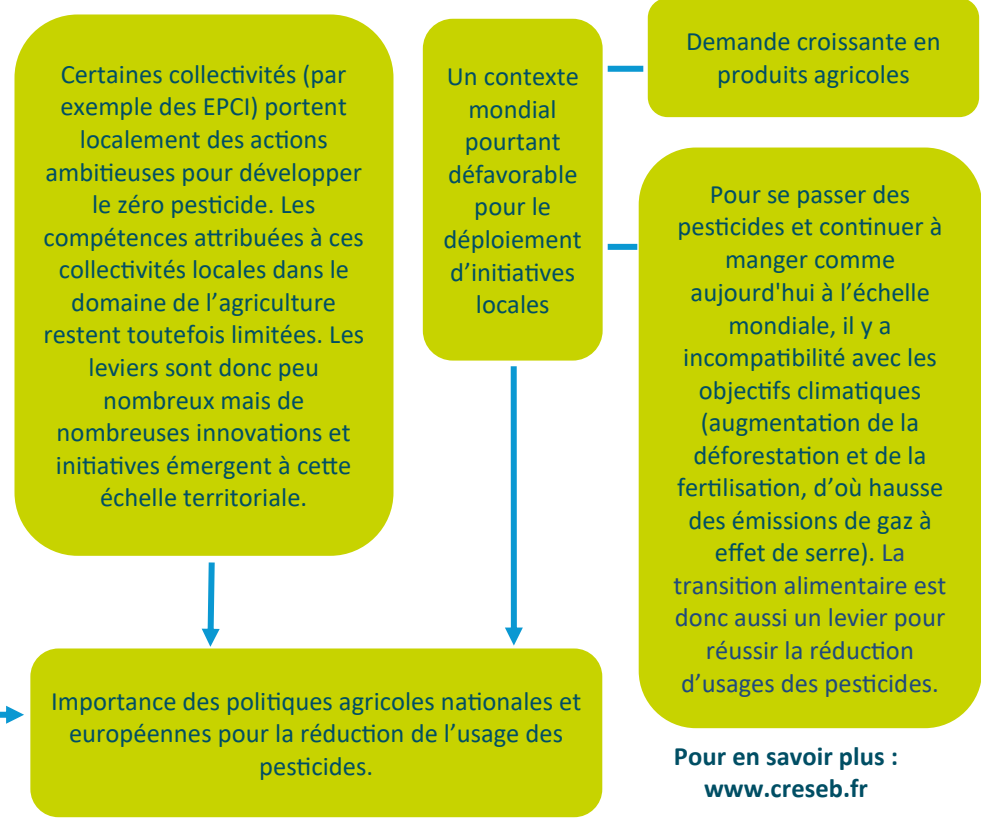 Certaines collectivités (par
exemple des EPCI) portent
localement des actions
ambitieuses pour développer
le zéro pesticide. Les
compétences attribuées à ces
collectivités locales dans le
domaine de l’agriculture
restent toutefois limitées. Les
leviers sont donc peu
nombreux mais de
nombreuses innovations et
initiatives émergent à cette
échelle territoriale.
Un contexte
mondial
pourtant
défavorable
pour le
déploiement
d’initiatives
locales
Demande croissante en
produits agricoles
Pour se passer des
pesticides et continuer à
manger comme
aujourd'hui à l’échelle
mondiale, il y a
incompatibilité avec les
objectifs climatiques
(augmentation de la
déforestation et de la
fertilisation, d’où hausse
des émissions de gaz à
effet de serre). La
transition alimentaire est
donc aussi un levier pour
réussir la réduction
d’usages des pesticides.
Importance des politiques agricoles nationales et
européennes pour la réduction de l’usage des
pesticides.
Pour en savoir plus :
www.creseb.fr